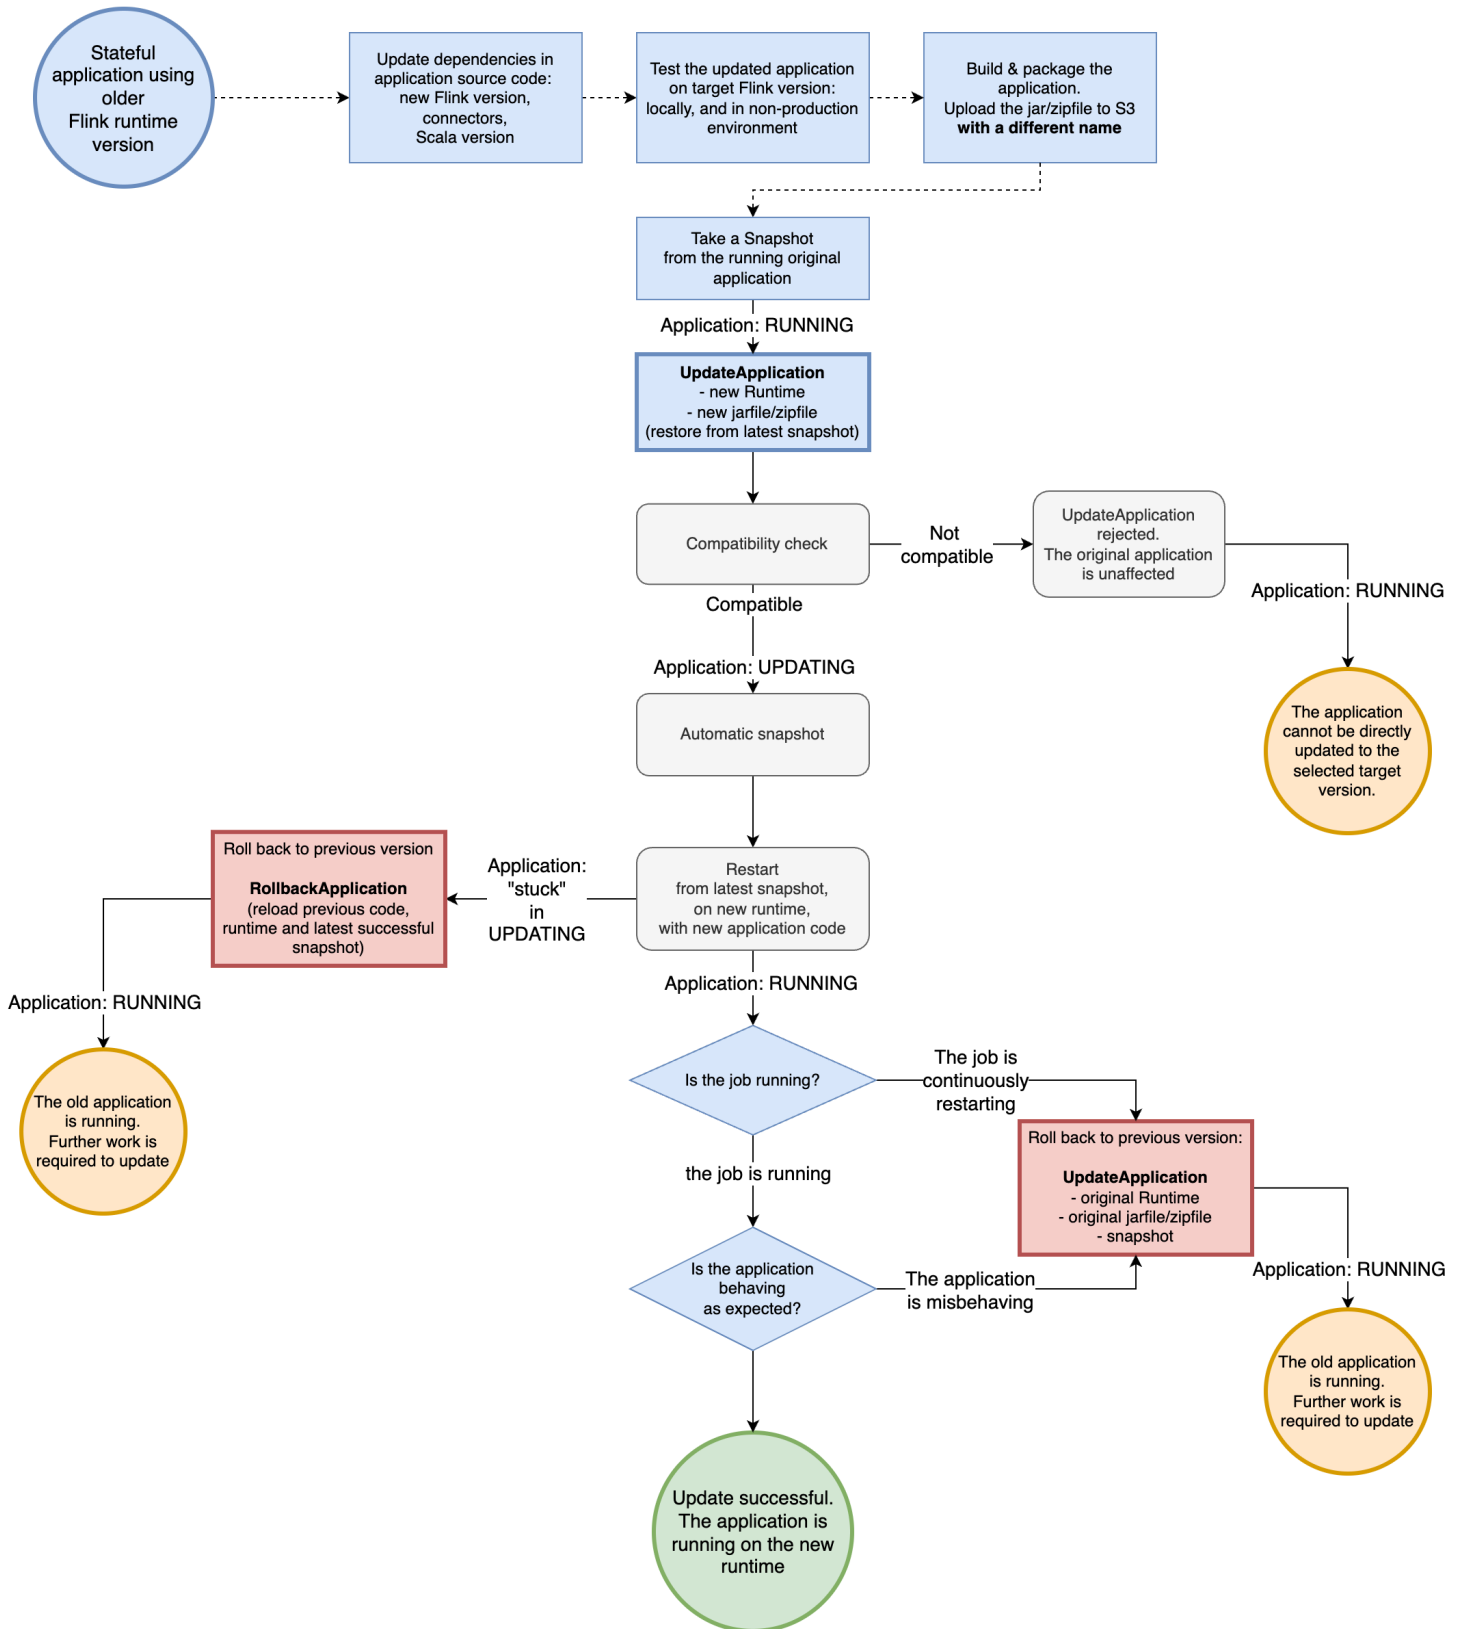 Stateful
application using
older
Flink runtime
version
Update dependencies in
application source code:
new Flink version,
connectors,
Scala version
Test the updated application
on target Flink version:
locally, and in non-production
environment
Build & package the
application.
Upload the jar/zipfile to S3
with a different name
Take a Snapshot
from the running original
application
Application: RUNNING
UpdateApplication
- new Runtime
- new jarfile/zipfile
(restore from latest snapshot)
Compatibility check
Not
compatible
UpdateApplication
rejected.
The original application
is unaffected
Application: RUNNING
The application
cannot be directly
updated to the
selected target
version.
Compatible
Application: UPDATING
Automatic snapshot
Restart
from latest snapshot,
on new runtime,
with new application code
Application:
"stuck"
in
UPDATING
Roll back to previous version
RollbackApplication
(reload previous code,
runtime and latest successful
snapshot)
Application: RUNNING
The old application
is running.
Further work is
required to update
Application: RUNNING
Is the job running?
The job is
continuously
restarting
Roll back to previous version:
UpdateApplication
- original Runtime
- original jarfile/zipfile
- snapshot
the job is running
Is the application
behaving
as expected?
The application
is misbehaving
Application: RUNNING
The old application
is running.
Further work is
required to update
Update successful.
The application is
running on the new
runtime